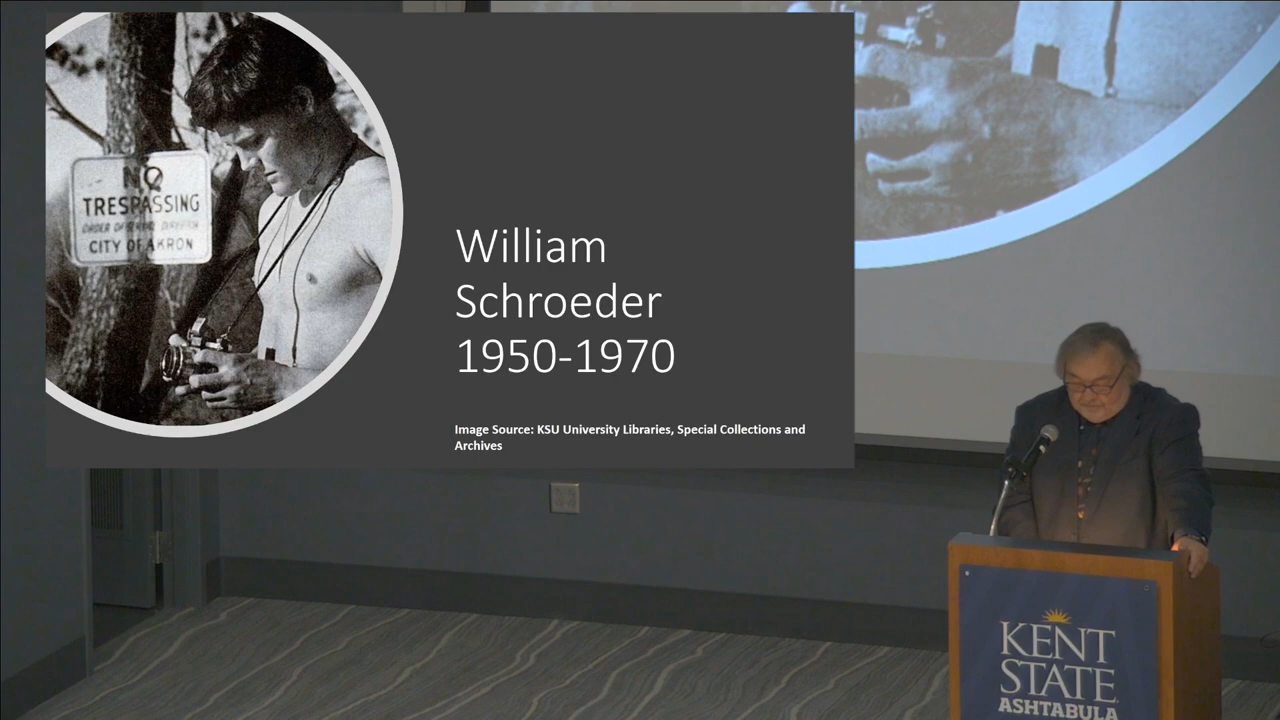 NO
TRESPASSING
CITY OF AKRON
William
Schroeder
1950-1970
Image Source: KSU University Libraries, Special Collections and
Archives
KENT
STATE
ASHTABULA